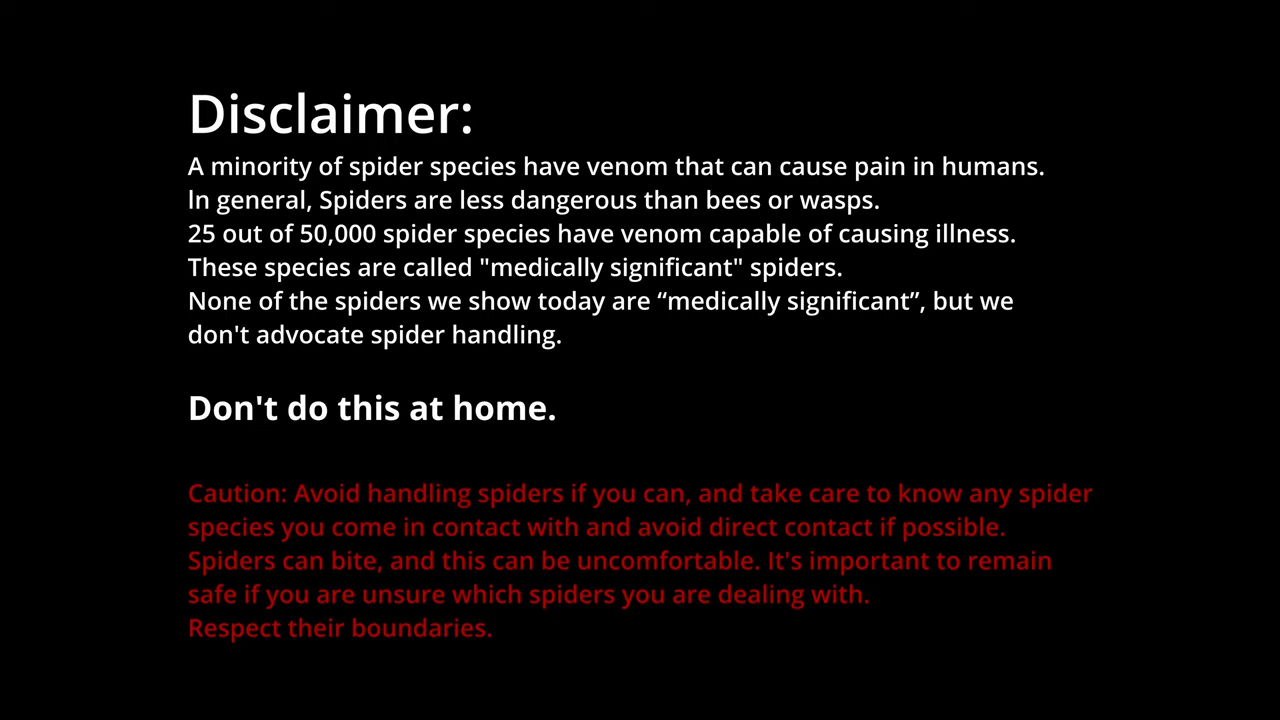 Disclaimer:
A minority of spider species have venom that can cause pain in humans.
In general, Spiders are less dangerous than bees or wasps.
25 out of 50,000 spider species have venom capable of causing illness.
These species are called "medically significant" spiders.
None of the spiders we show today are “medically significant”, but we
don't advocate spider handling.
Don't do this at home.
Caution: Avoid handling spiders if you can, and take care to know any spider
species you come in contact with and avoid direct contact if possible.
Spiders can bite, and this can be uncomfortable. It's important to remain
safe if you are unsure which spiders you are dealing with.
Respect their boundaries.